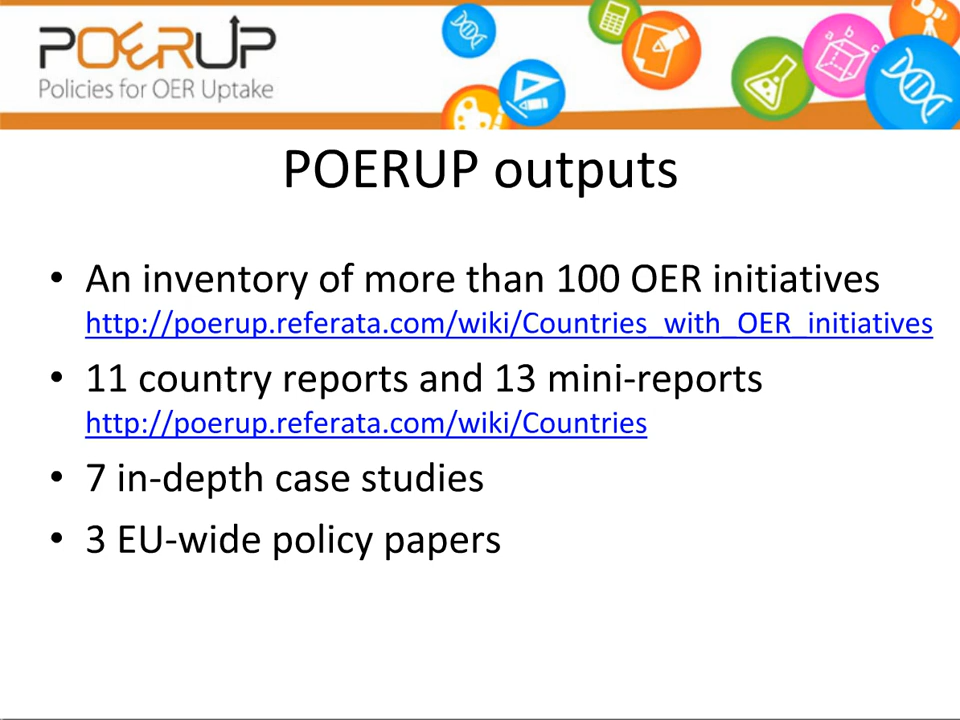 POERUP
Policies for OER Uptake
a b c
POERUP outputs
• An inventory of more than 100 OER initiatives
http://poerup.referata.com/wiki/Countries_with_OER_initiatives
• 11 country reports and 13 mini-reports
http://poerup.referata.com/wiki/Countries
• 7 in-depth case studies
• 3 EU-wide policy papers